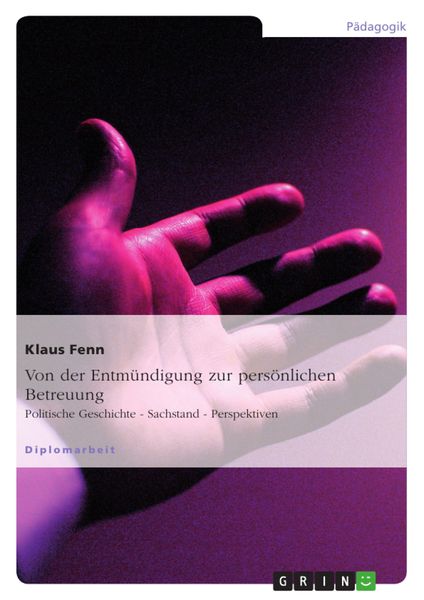 Pädagogik
Klaus Fenn
Von der Entmündigung zur persönlichen
Betreuung
Politische Geschichte - Sachstand - Perspektiven
Diplomarbeit
GRIN